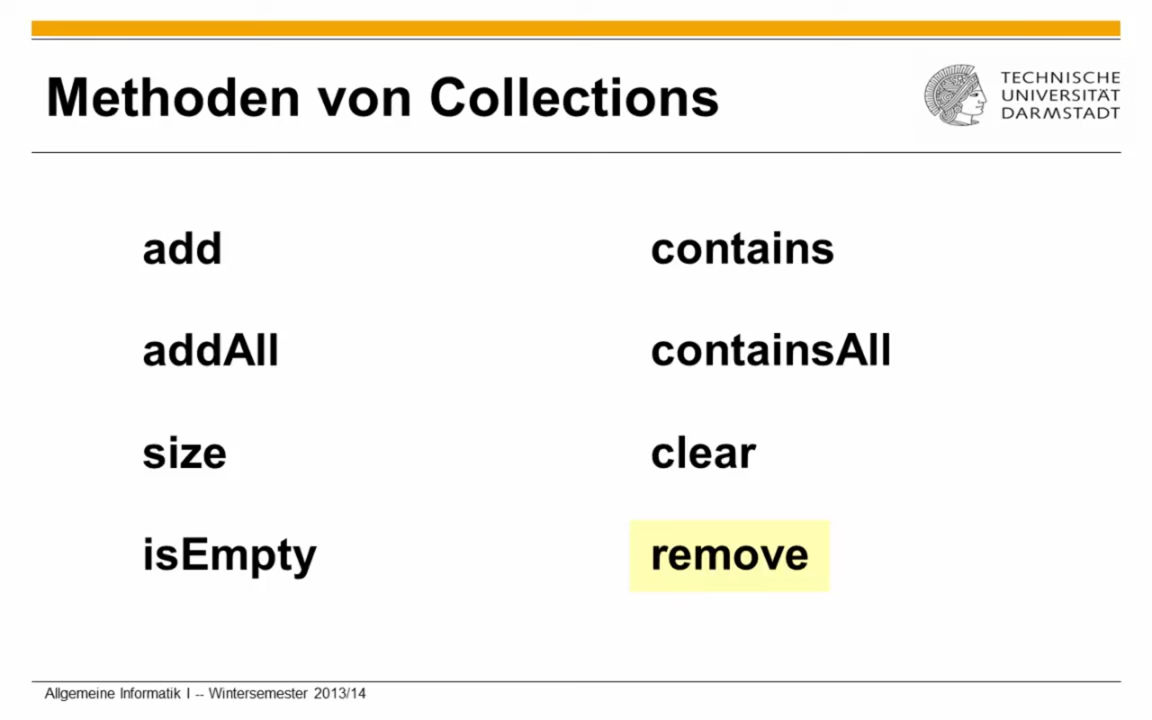 Methoden von Collections
TECHNISCHE
UNIVERSITÄT
DARMSTADT
add
contains
addAll
containsAll
size
clear
isEmpty
remove
Allgemeine Informatik I -- Wintersemester 2013/14